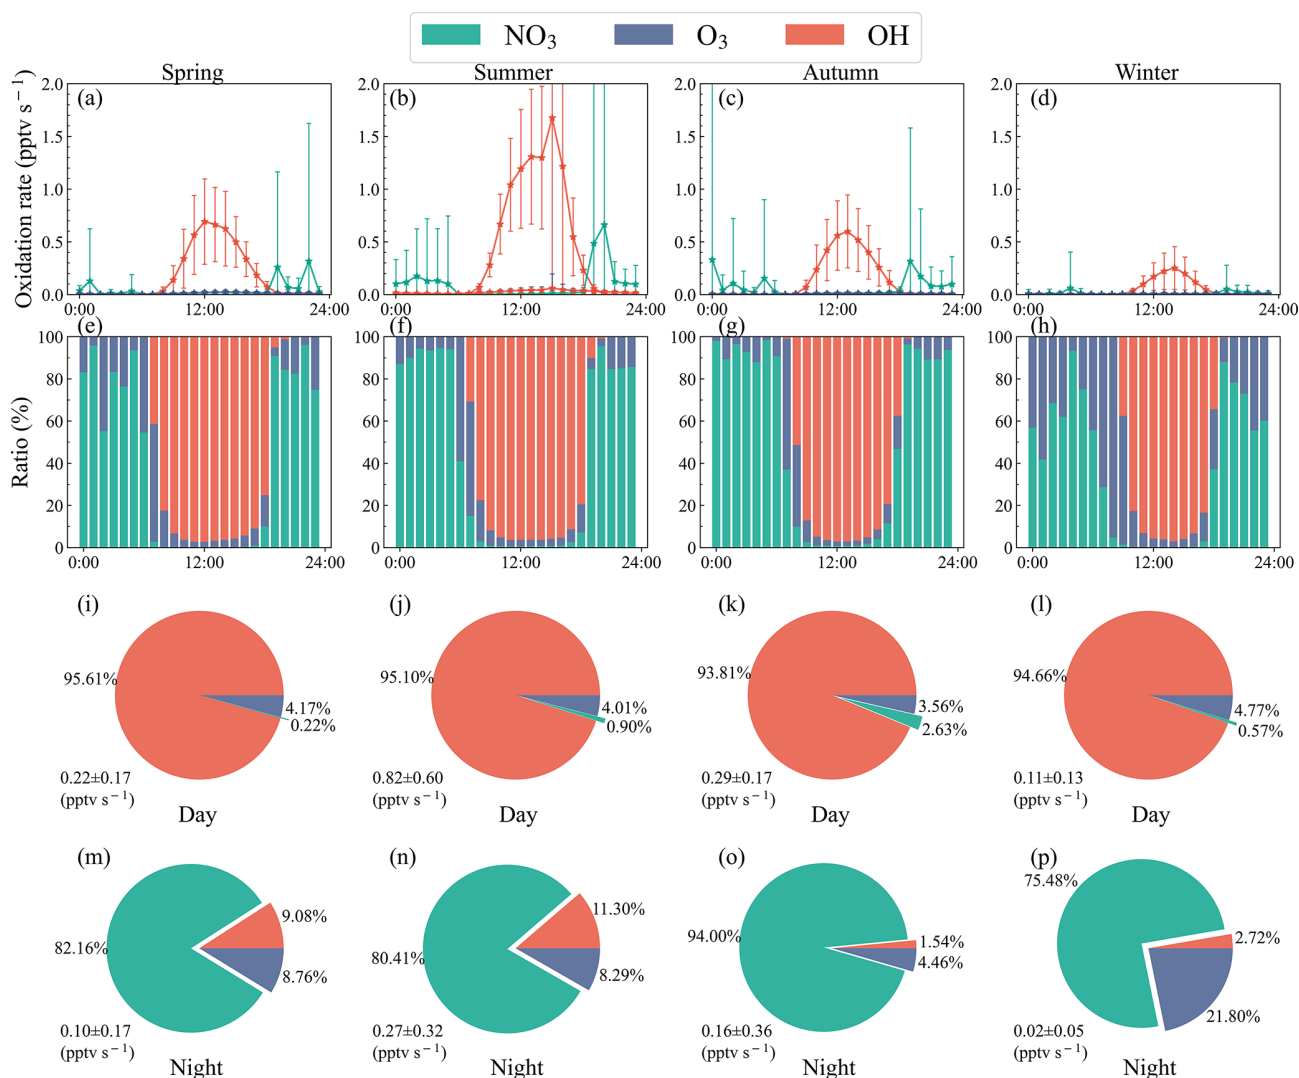 NO3 O3 OH
Spring Summer Autumn Winter
Oxidation rate (pptv s−1)
(a) (b) (c) (d)
2.0 2.0 2.0 2.0
1.5 1.5 1.5 1.5
1.0 1.0 1.0 1.0
0.5 0.5 0.5 0.5
0.0 0.0 0.0 0.0
0:00 12:00 24:00 0:00 12:00 24:00 0:00 12:00 24:00 0:00 12:00 24:00
Ratio (%)
(e) (f) (g) (h)
100 100 100 100
80 80 80 80
60 60 60 60
40 40 40 40
20 20 20 20
0 0 0 0
0:00 12:00 24:00 0:00 12:00 24:00 0:00 12:00 24:00 0:00 12:00 24:00
(i) (j) (k) (l)
95.61% 95.10% 93.81% 94.66%
4.17% 4.01% 3.56% 4.77%
0.22% 0.90% 2.63% 0.57%
0.22±0.17 0.82±0.60 0.29±0.17 0.11±0.13
(pptv s−1) (pptv s−1) (pptv s−1) (pptv s−1)
Day Day Day Day
(m) (n) (o) (p)
9.08% 11.30% 1.54% 2.72%
82.16% 80.41% 94.00% 75.48%
8.76% 8.29% 4.46% 21.80%
0.10±0.17 0.27±0.32 0.16±0.36 0.02±0.05
(pptv s−1) (pptv s−1) (pptv s−1) (pptv s−1)
Night Night Night Night